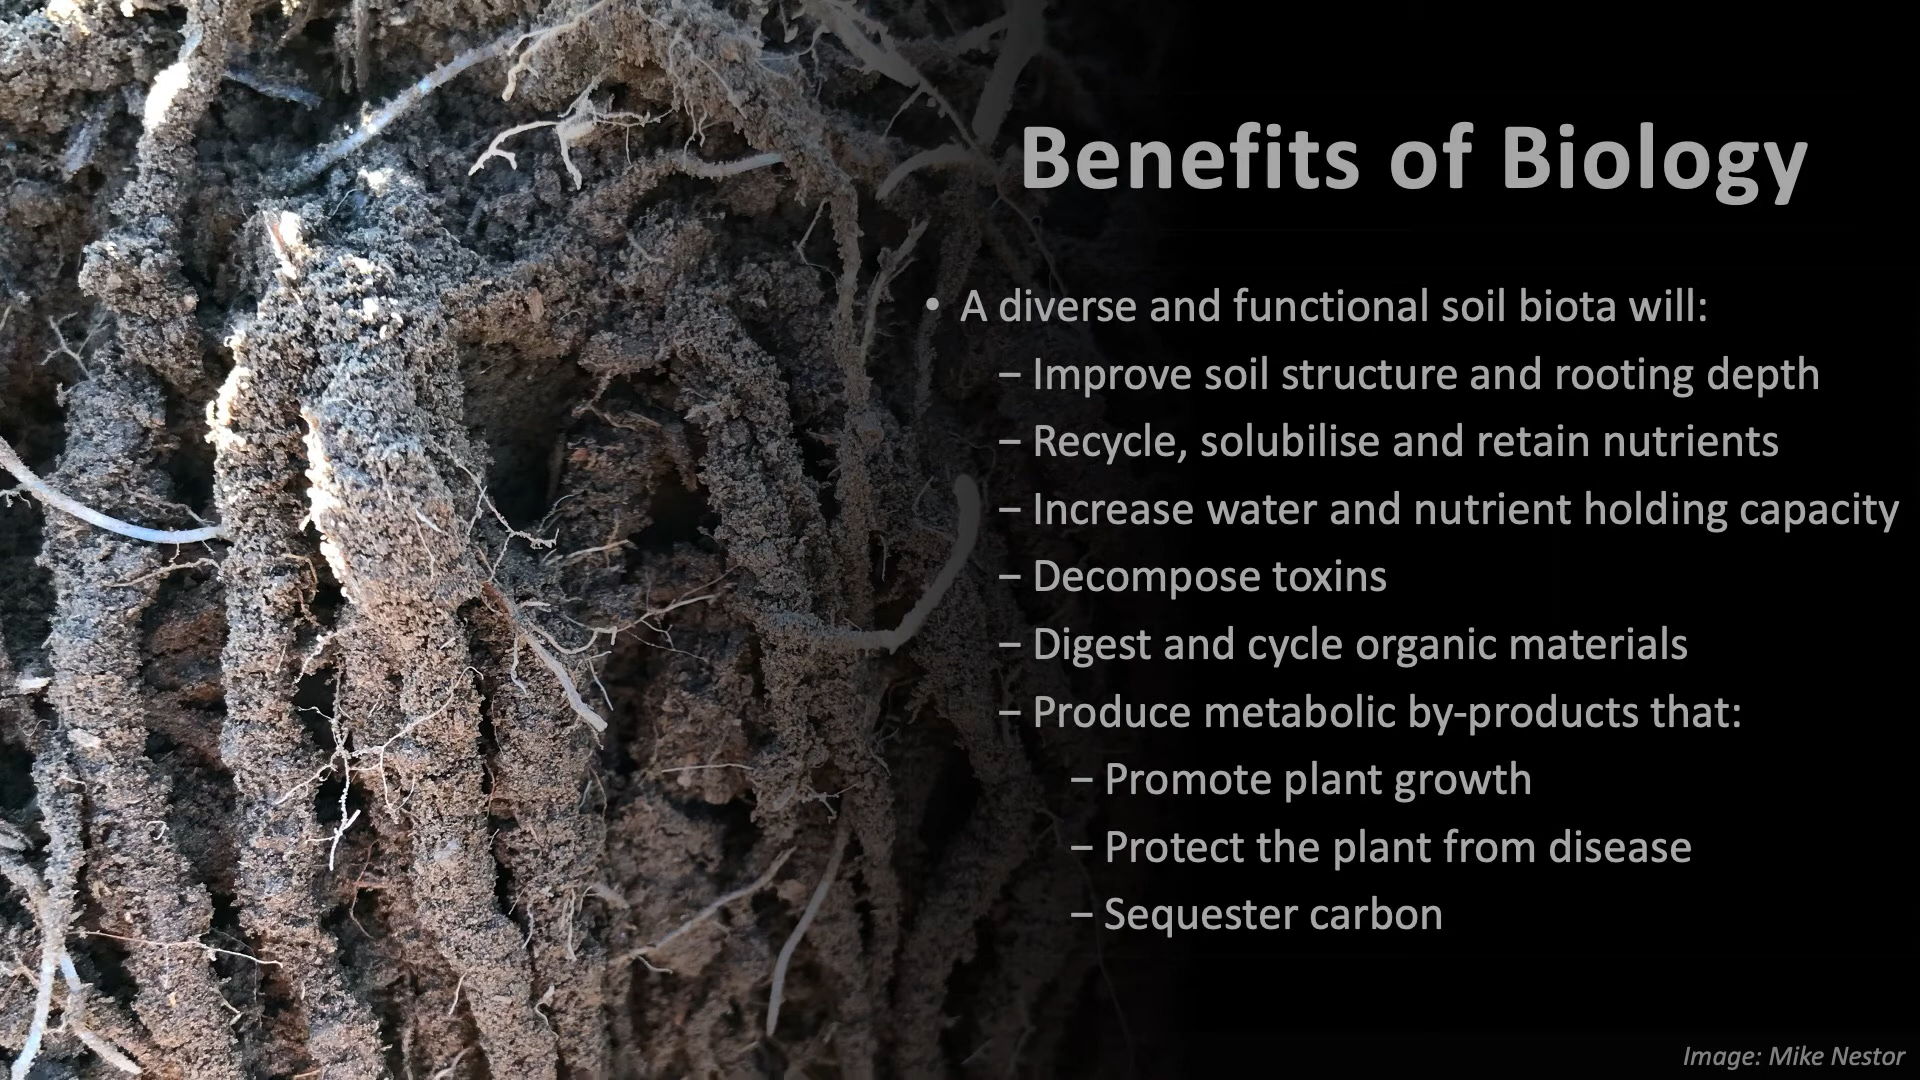 Benefits of Biology
• A diverse and functional soil biota will:
– Improve soil structure and rooting depth
– Recycle, solubilise and retain nutrients
– Increase water and nutrient holding capacity
– Decompose toxins
– Digest and cycle organic materials
– Produce metabolic by-products that:
– Promote plant growth
– Protect the plant from disease
– Sequester carbon
Image: Mike Nestor